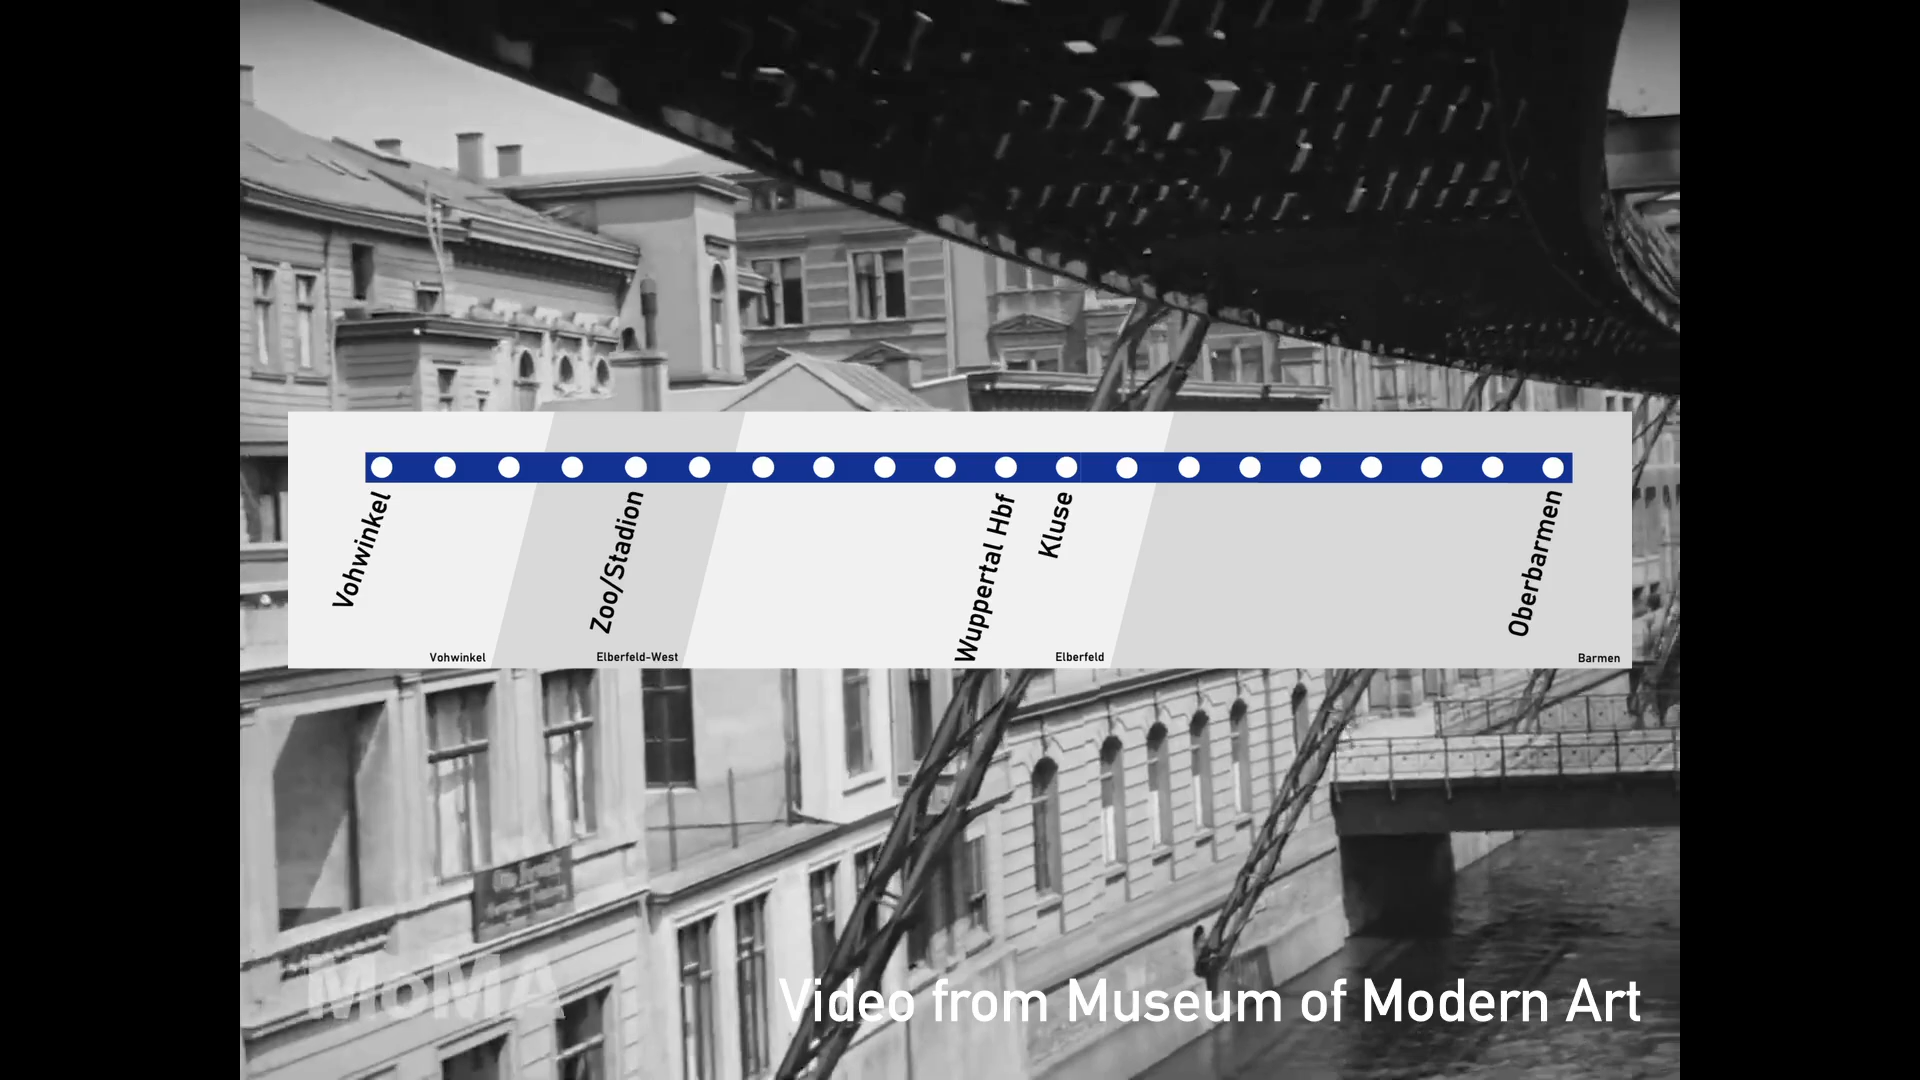 Vohwinkel
Zoo/Stadion
Wuppertal Hbf
Kluse
Oberbarmen
Vohwinkel
Elberfeld-West
Elberfeld
Barmen
MoMA
Video from Museum of Modern Art